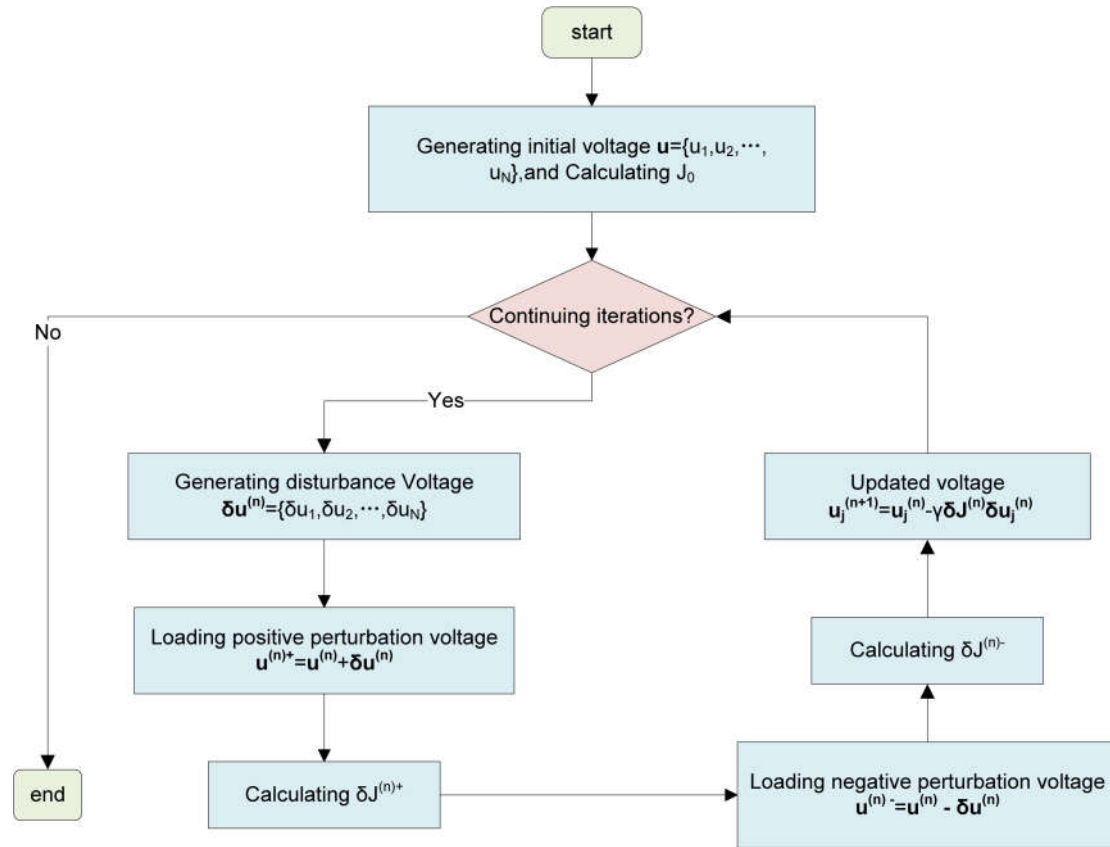 start
Generating initial voltage u={u₁,u₂,⋯,
u_N},and Calculating J₀
Continuing iterations?
No
Yes
Generating disturbance Voltage
δu⁽ⁿ⁾={δu₁,δu₂,⋯,δu_N}
Loading positive perturbation voltage
u⁽ⁿ⁾⁺=u⁽ⁿ⁾+δu⁽ⁿ⁾
Calculating δJ⁽ⁿ⁾⁺
Loading negative perturbation voltage
u⁽ⁿ⁾ ⁻=u⁽ⁿ⁾ - δu⁽ⁿ⁾
Calculating δJ⁽ⁿ⁾⁻
Updated voltage
uⱼ⁽ⁿ⁺¹⁾=uⱼ⁽ⁿ⁾-γδJ⁽ⁿ⁾δuⱼ⁽ⁿ⁾
end